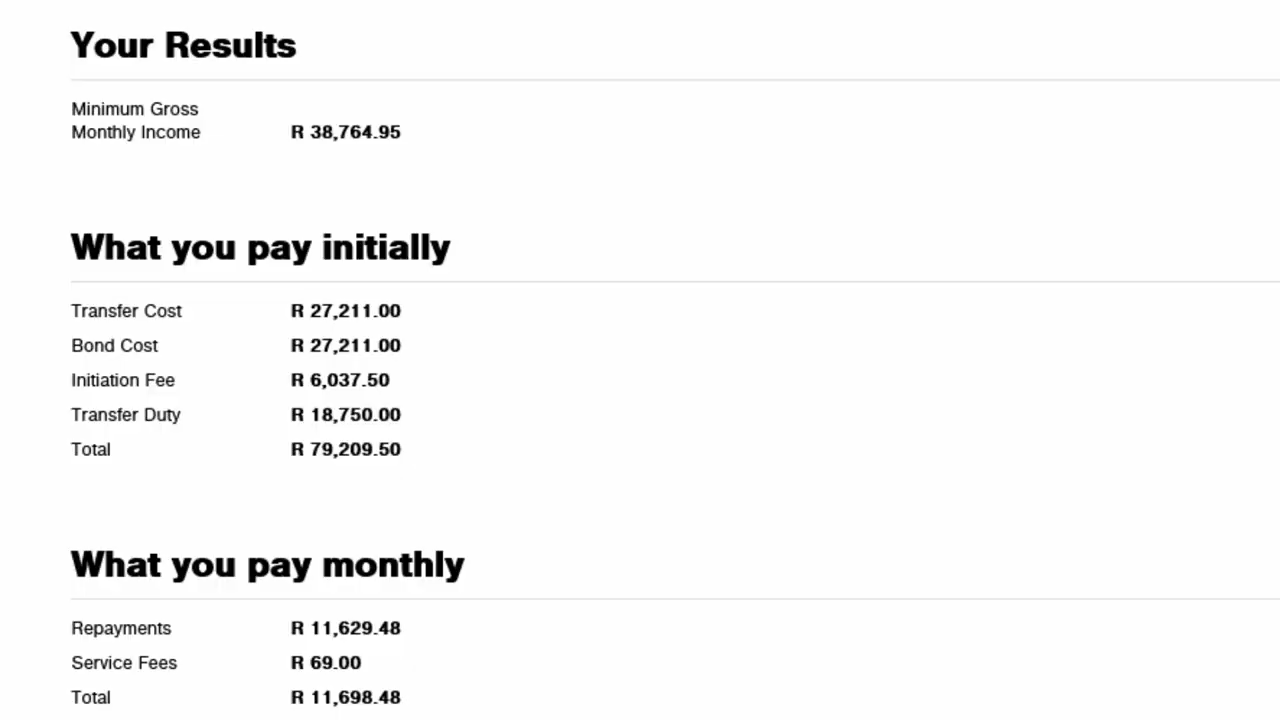 Your Results
Minimum Gross
Monthly Income R 38,764.95
What you pay initially
Transfer Cost R 27,211.00
Bond Cost R 27,211.00
Initiation Fee R 6,037.50
Transfer Duty R 18,750.00
Total R 79,209.50
What you pay monthly
Repayments R 11,629.48
Service Fees R 69.00
Total R 11,698.48